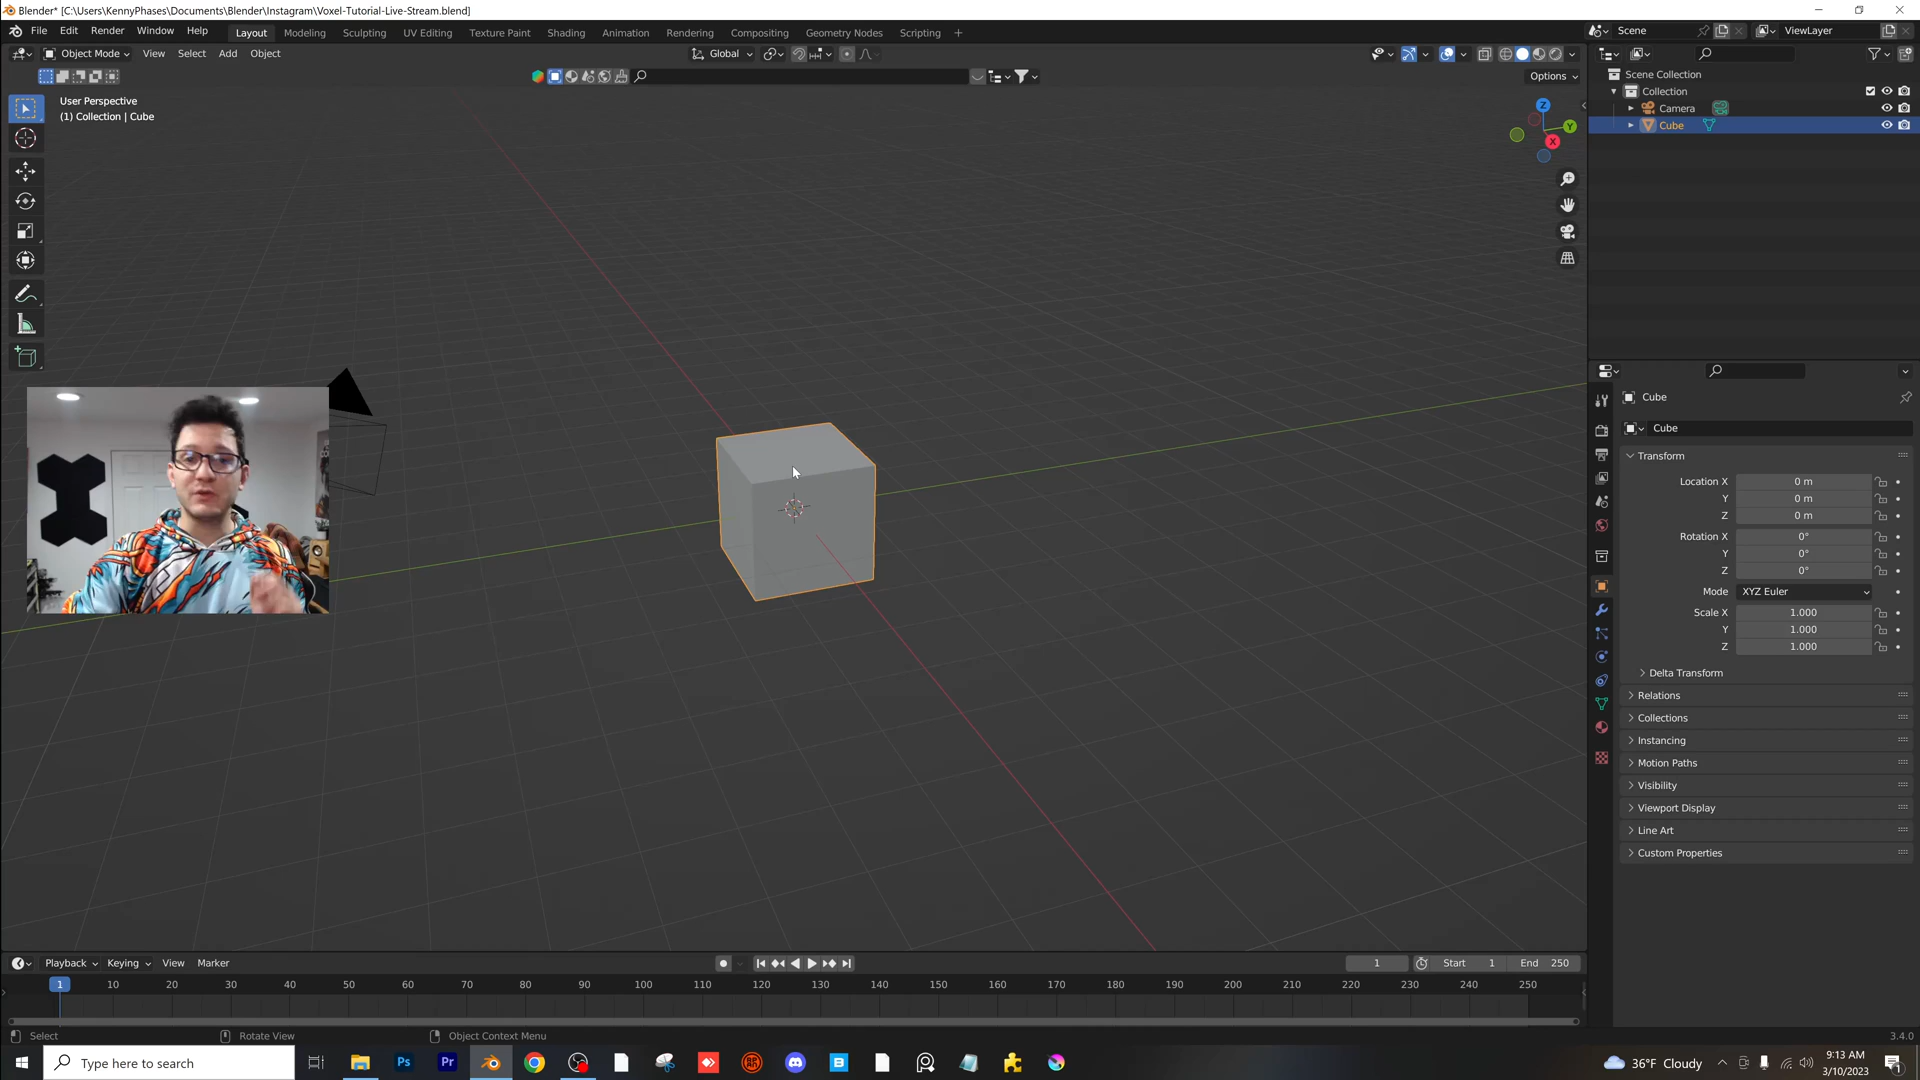 Blender* [C:\Users\KennyPhases\Documents\Blender\Instagram\Voxel-Tutorial-Live-Stream.blend]
File Edit Render Window Help Layout Modeling Sculpting UV Editing Texture Paint Shading Animation Rendering Compositing Geometry Nodes Scripting + Scene ViewLayer
Object Mode View Select Add Object Global
Options
User Perspective
(1) Collection | Cube
Z
Y
X
Scene Collection
Collection
Camera
Cube
Cube
Cube
Transform
Location X 0 m
Y 0 m
Z 0 m
Rotation X 0°
Y 0°
Z 0°
Mode XYZ Euler
Scale X 1.000
Y 1.000
Z 1.000
Delta Transform
Relations
Collections
Instancing
Motion Paths
Visibility
Viewport Display
Line Art
Custom Properties
Playback Keying View Marker 1 Start 1 End 250
1 10 20 30 40 50 60 70 80 90 100 110 120 130 140 150 160 170 180 190 200 210 220 230 240 250
Select Rotate View Object Context Menu 3.4.0
Type here to search Ps Pr B 36°F Cloudy 9:13 AM
3/10/2023
1